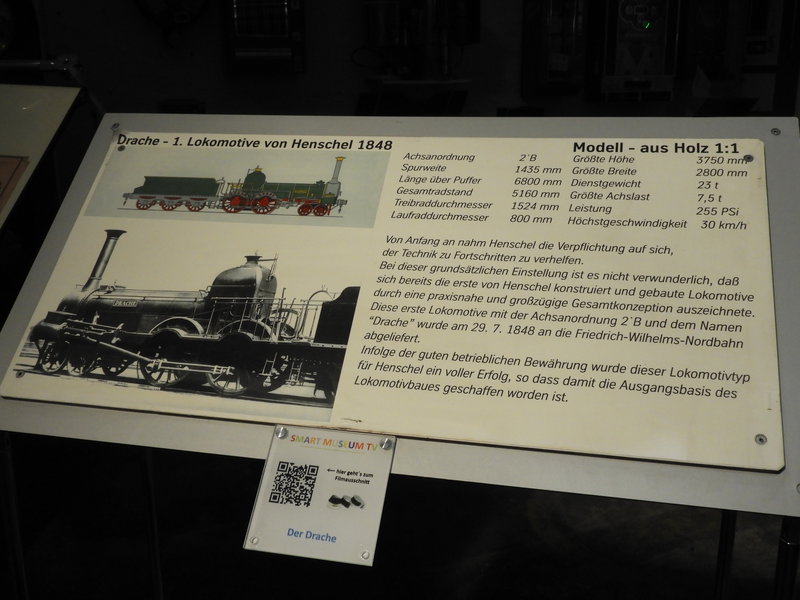 Drache - 1. Lokomotive von Henschel 1848
Modell - aus Holz 1:1
Achsanordnung 2`B
Spurweite 1435 mm
Länge über Puffer 6800 mm
Gesamtradstand 5160 mm
Treibraddurchmesser 1524 mm
Laufraddurchmesser 800 mm
Größte Höhe 3750 mm
Größte Breite 2800 mm
Dienstgewicht 23 t
Größte Achslast 7,5 t
Leistung 255 PSi
Höchstgeschwindigkeit 30 km/h
Von Anfang an nahm Henschel die Verpflichtung auf sich,
der Technik zu Fortschritten zu verhelfen.
Bei dieser grundsätzlichen Einstellung ist es nicht verwunderlich, daß
sich bereits die erste von Henschel konstruiert und gebaute Lokomotive
durch eine praxisnahe und großzügige Gesamtkonzeption auszeichnete.
Diese erste Lokomotive mit der Achsanordnung 2`B und dem Namen
"Drache" wurde am 29. 7. 1848 an die Friedrich-Wilhelms-Nordbahn
abgeliefert.
Infolge der guten betrieblichen Bewährung wurde dieser Lokomotivtyp
für Henschel ein voller Erfolg, so dass damit die Ausgangsbasis des
Lokomotivbaues geschaffen worden ist.
DRACHE
SMART MUSEUM TV
← hier geht's zum
Filmausschnitt
Der Drache